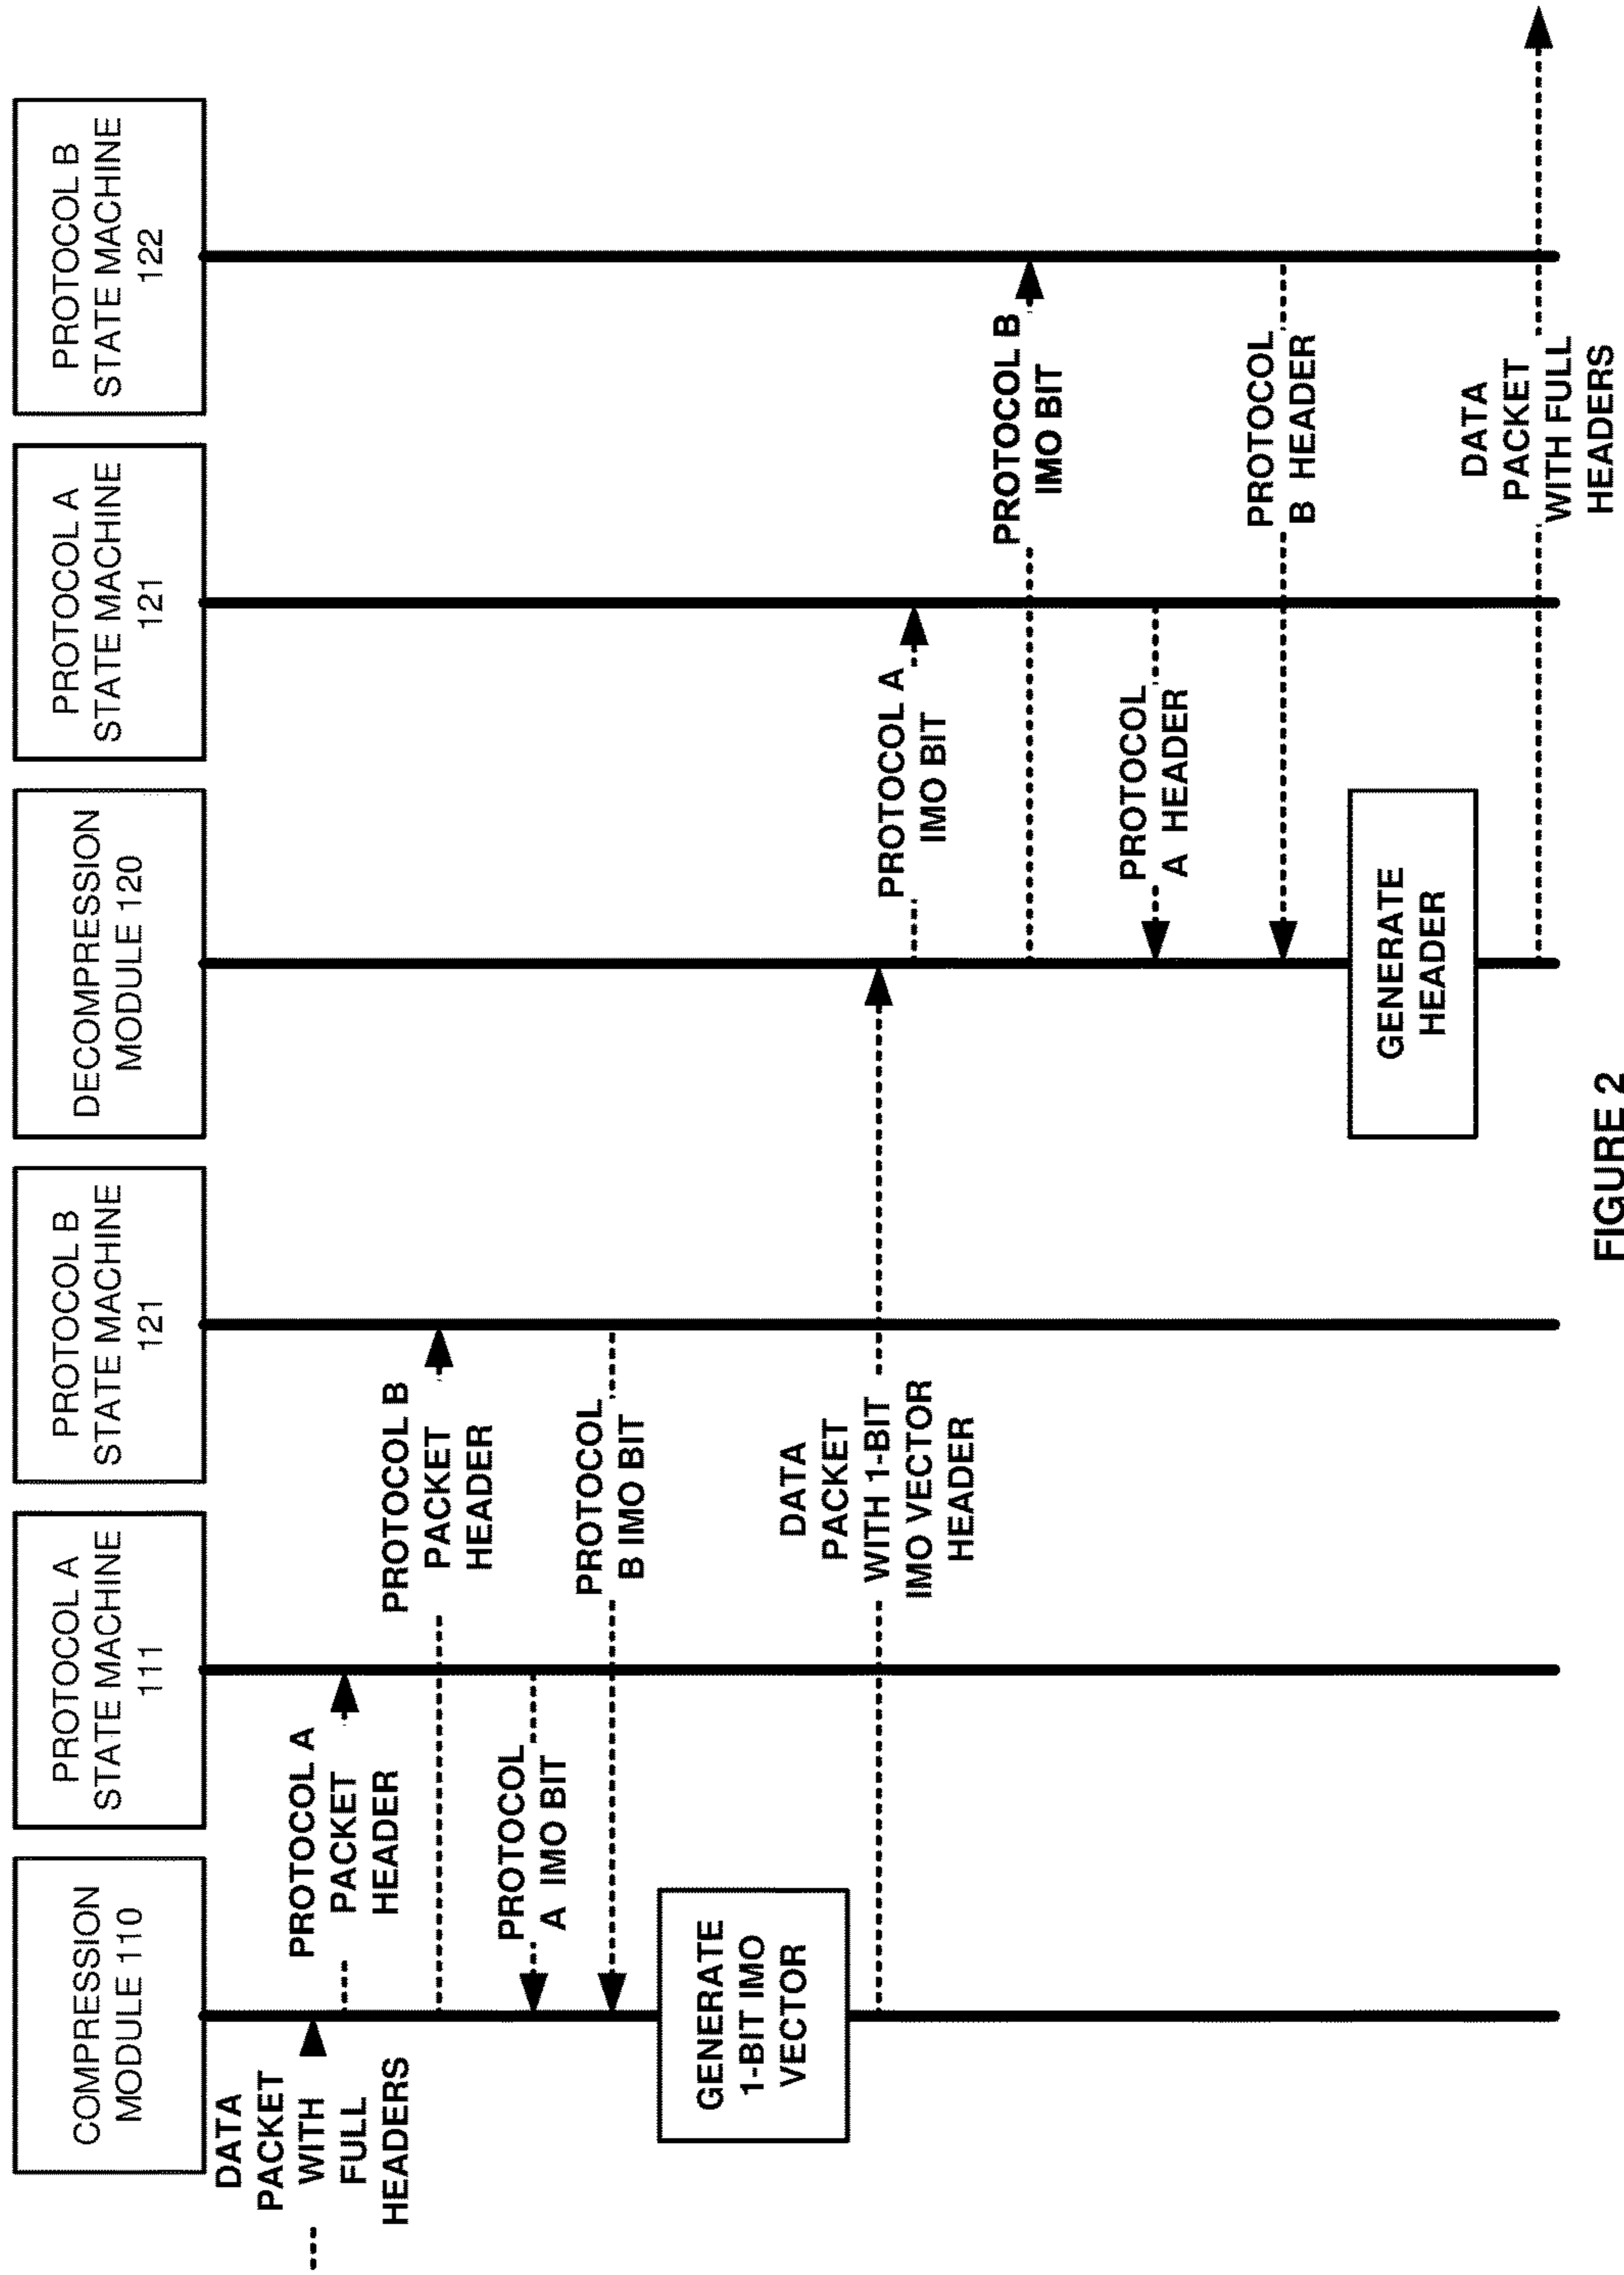 COMPRESSION
MODULE 110
PROTOCOL A
STATE MACHINE
111
PROTOCOL B
STATE MACHINE
121
DECOMPRESSION
MODULE 120
PROTOCOL A
STATE MACHINE
121
PROTOCOL B
STATE MACHINE
122
DATA
PACKET
WITH
FULL
HEADERS
PROTOCOL A
PACKET
HEADER
PROTOCOL B
PACKET
HEADER
PROTOCOL
A IMO BIT
PROTOCOL
B IMO BIT
GENERATE
1-BIT IMO
VECTOR
DATA
PACKET
WITH 1-BIT
IMO VECTOR
HEADER
PROTOCOL A
IMO BIT
PROTOCOL B
IMO BIT
PROTOCOL
A HEADER
PROTOCOL
B HEADER
GENERATE
HEADER
DATA
PACKET
WITH FULL
HEADERS
FIGURE 2